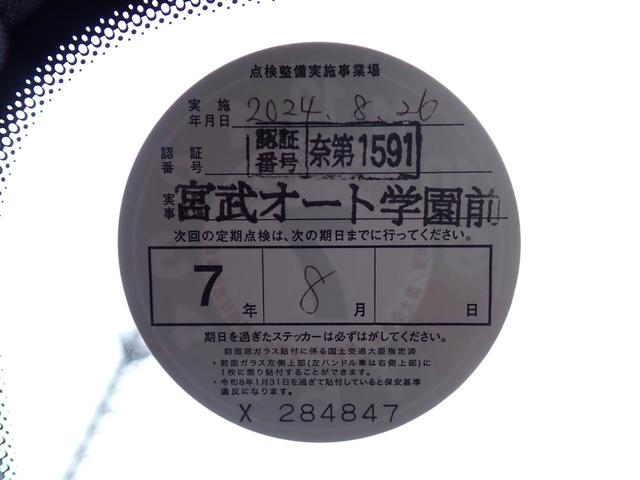 点検整備実施事業場
実施年月日 2024.8.26
認証番号 認証番号 奈第1591
宮武オート学園前
次回の定期点検は、次の期日までに行ってください。
7年 8月 日
期日を過ぎたステッカーは必ずはがしてください。
前面窓ガラス貼付に係る国土交通大臣指定済
・前面ガラス左側上部(左ハンドル車は右側上部)に
1枚に限り貼付することができます。
・令和8年1月31日を過ぎて貼付していると保安基準
違反になります。
X 284847